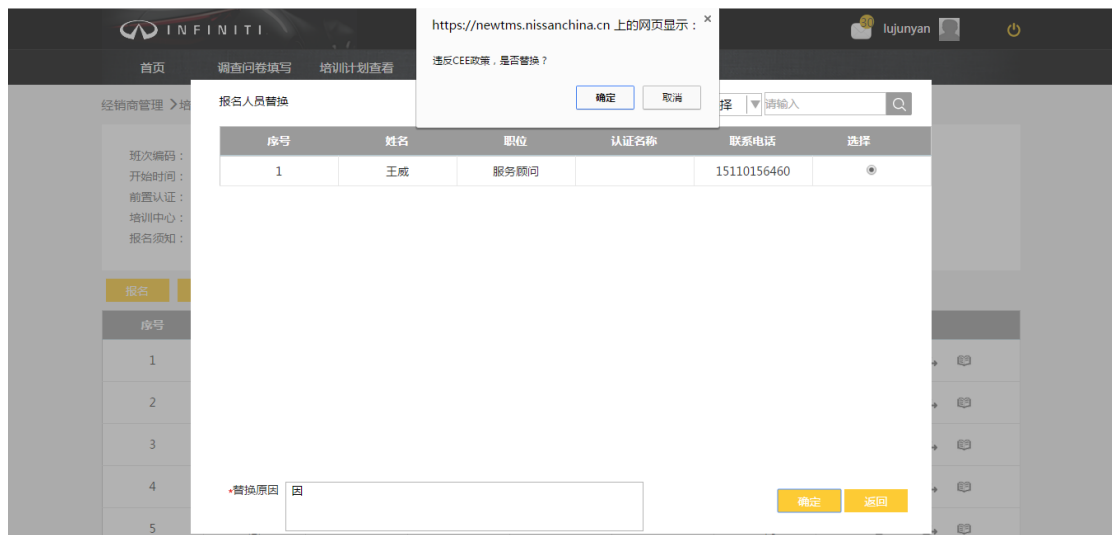 INFINITI
https://newtms.nissanchina.cn 上的网页显示：
×
30
lujunyan
违反CEE政策，是否替换？
首页 调查问卷填写 培训计划查看
确定 取消
经销商管理 > 培
报名人员替换
择 请输入
序号 姓名 职位 认证名称 联系电话 选择
1 王威 服务顾问 15110156460
班次编码：
开始时间：
前置认证：
培训中心：
报名须知：
报名
序号
1
2
3
4
5
*替换原因 因
确定 返回